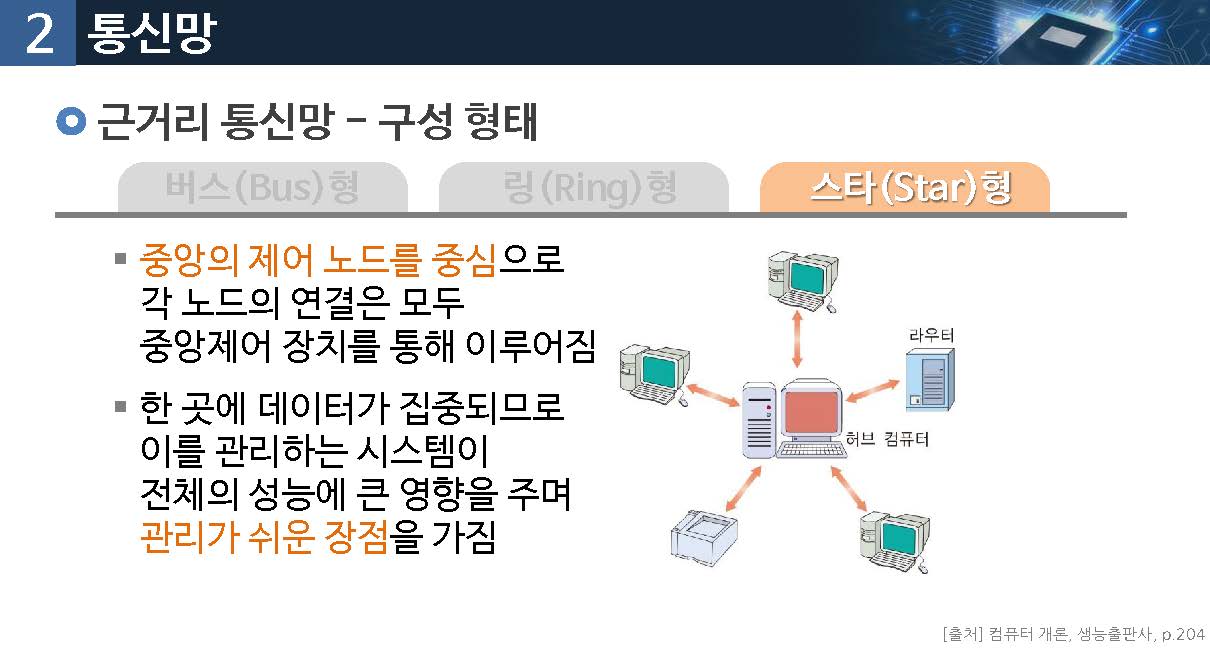 2 통신망
근거리 통신망 - 구성 형태
버스(Bus)형 링(Ring)형 스타(Star)형
▪ 중앙의 제어 노드를 중심으로
각 노드의 연결은 모두
중앙제어 장치를 통해 이루어짐
▪ 한 곳에 데이터가 집중되므로
이를 관리하는 시스템이
전체의 성능에 큰 영향을 주며
관리가 쉬운 장점을 가짐
라우터
허브 컴퓨터
[출처] 컴퓨터 개론, 생능출판사, p.204